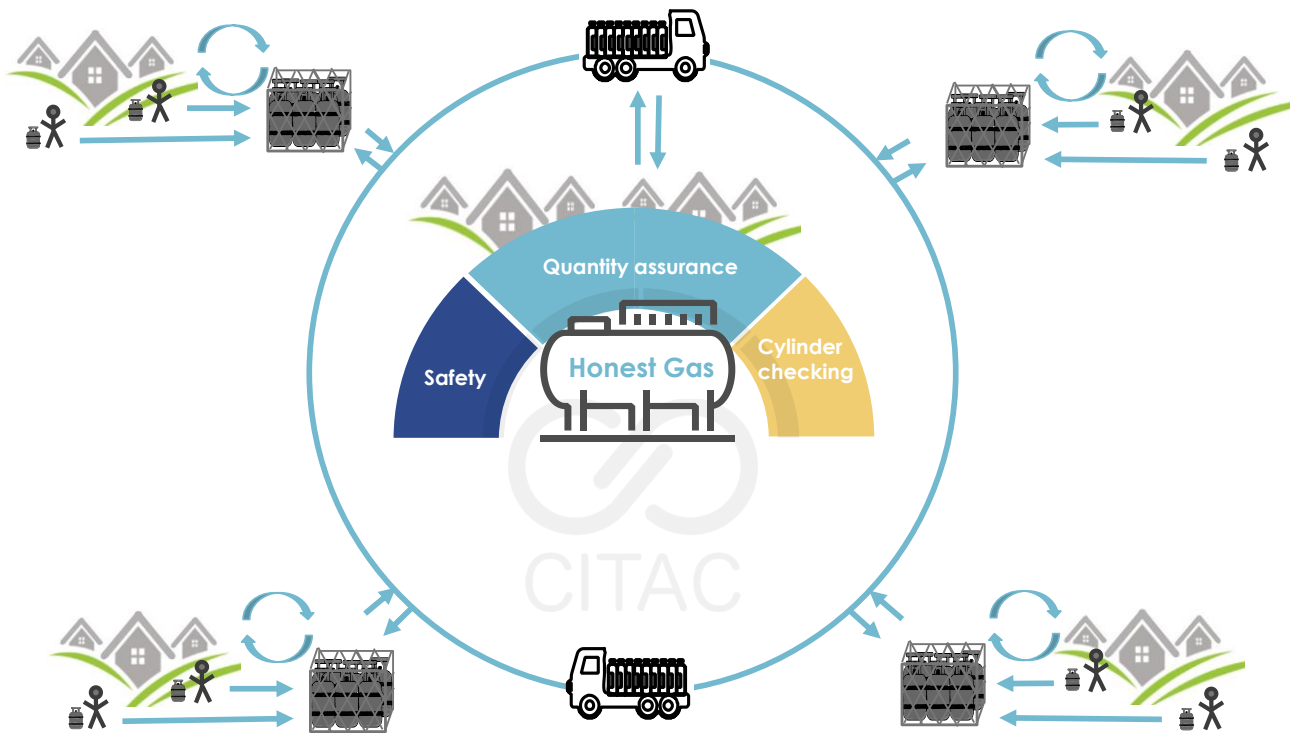 Quantity assurance
Safety
Honest Gas
Cylinder
checking
CITAC